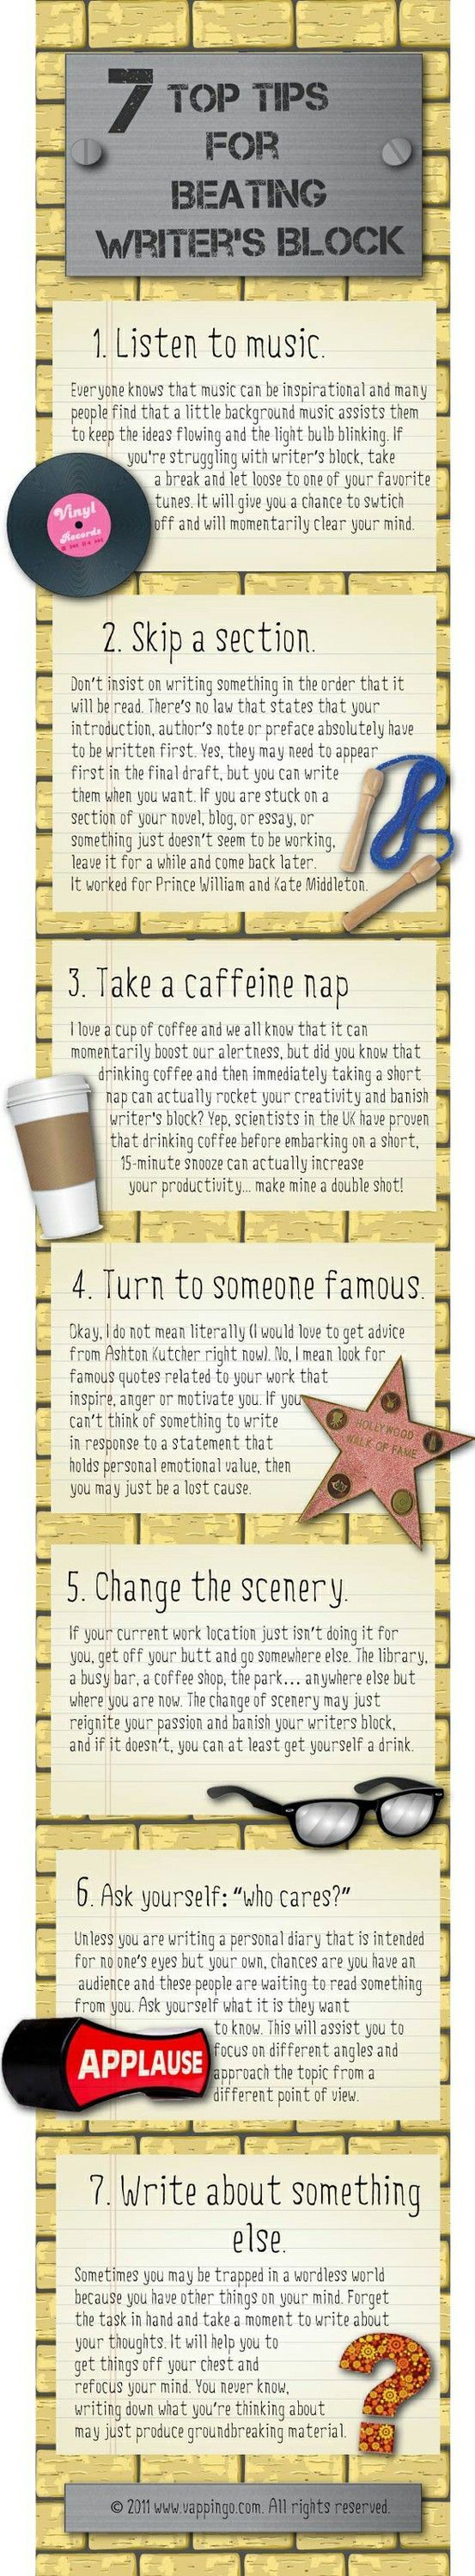 7 TOP TIPS
FOR
BEATING
WRITER'S BLOCK
1. Listen to music.
Everyone knows that music can be inspirational and many
people find that a little background music assists them
to keep the ideas flowing and the light bulb blinking. If
you're struggling with writer's block, take
a break and let loose to one of your favorite
tunes. It will give you a chance to swtich
off and will momentarily clear your mind.
Vinyl
Records
2. Skip a section.
Don't insist on writing something in the order that it
will be read. There's no law that states that your
introduction, author's note or preface absolutely have
to be written first. Yes, they may need to appear
first in the final draft, but you can write
them when you want. If you are stuck on a
section of your novel, blog, or essay, or
something just doesn't seem to be working,
leave it for a while and come back later.
It worked for Prince William and Kate Middleton.
3. Take a caffeine nap
I love a cup of coffee and we all know that it can
momentarily boost our alertness, but did you know that
drinking coffee and then immediately taking a short
nap can actually rocket your creativity and banish
writer's block? Yep, scientists in the UK have proven
that drinking coffee before embarking on a short,
15-minute snooze can actually increase
your productivity... make mine a double shot!
4. Turn to someone famous.
Okay, I do not mean literally (I would love to get advice
from Ashton Kutcher right now). No, I mean look for
famous quotes related to your work that
inspire, anger or motivate you. If you
can't think of something to write
in response to a statement that
holds personal emotional value, then
you may just be a lost cause.
HOLLYWOOD
WALK OF FAME
5. Change the scenery.
If your current work location just isn't doing it for
you, get off your butt and go somewhere else. The library,
a busy bar, a coffee shop, the park... anywhere else but
where you are now. The change of scenery may just
reignite your passion and banish your writers block,
and if it doesn't, you can at least get yourself a drink.
6. Ask yourself: "who cares?"
Unless you are writing a personal diary that is intended
for no one's eyes but your own, chances are you have an
audience and these people are waiting to read something
from you. Ask yourself what it is they want
to know. This will assist you to
focus on different angles and
approach the topic from a
different point of view.
APPLAUSE
7. Write about something
else.
Sometimes you may be trapped in a wordless world
because you have other things on your mind. Forget
the task in hand and take a moment to write about
your thoughts. It will help you to
get things off your chest and
refocus your mind. You never know,
writing down what you're thinking about
may just produce groundbreaking material.
© 2011 www.vappingo.com. All rights reserved.